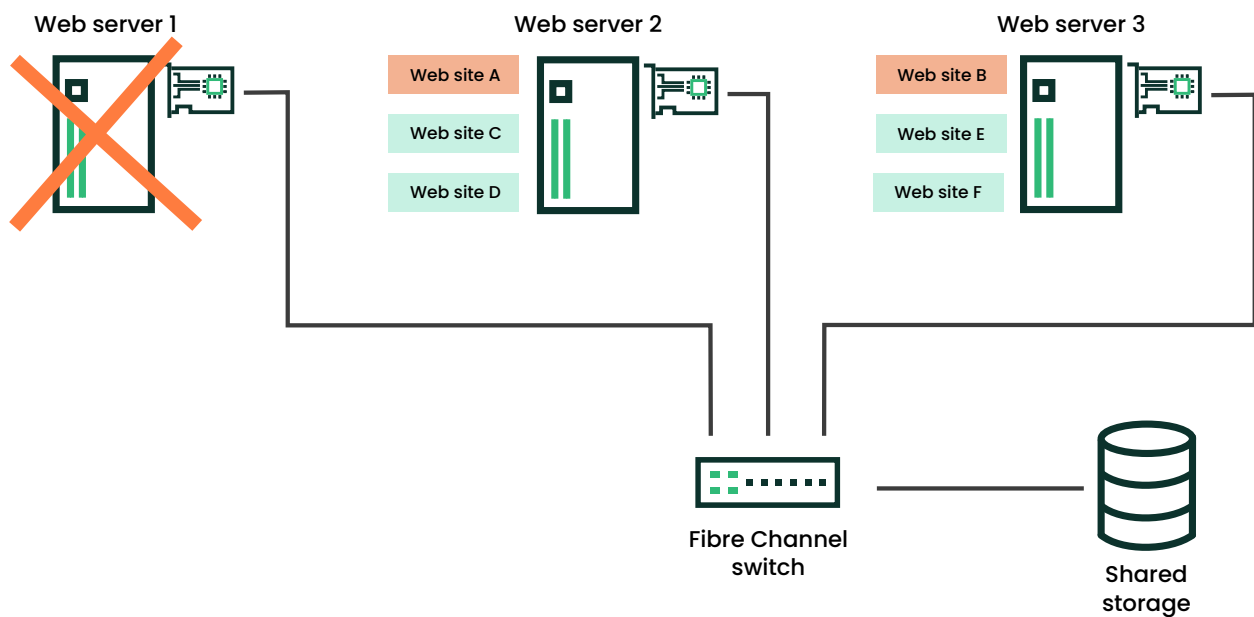 Web server 1
Web server 2
Web server 3
Web site A
Web site B
Web site C
Web site E
Web site D
Web site F
Fibre Channel
switch
Shared
storage